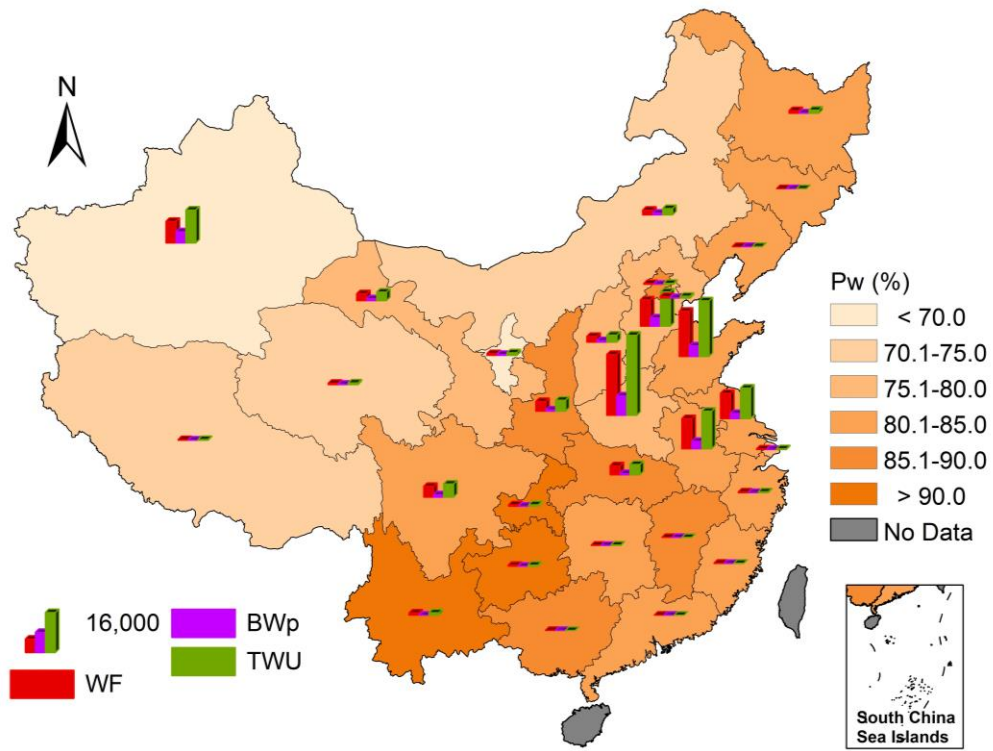 N
Pw (%)
< 70.0
70.1-75.0
75.1-80.0
80.1-85.0
85.1-90.0
> 90.0
No Data
16,000
WF
BWp
TWU
South China
Sea Islands